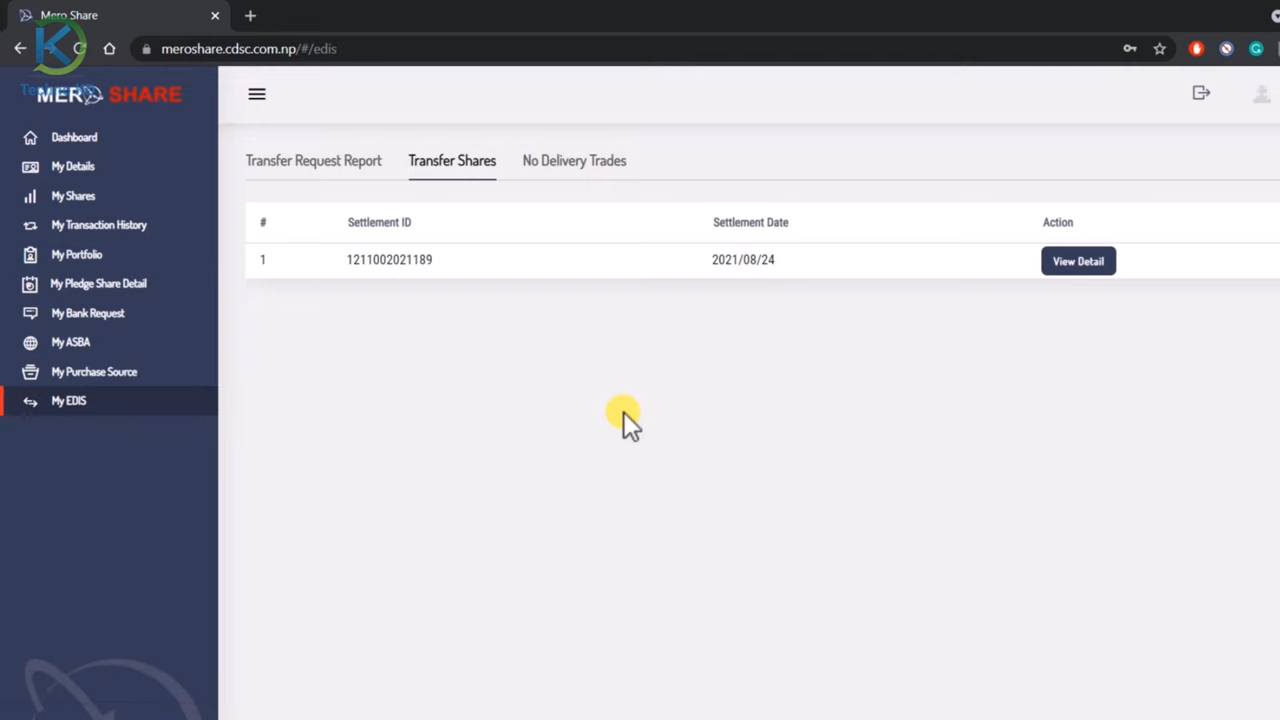 Mero Share
meroshare.cdsc.com.np/#/edis
MERO SHARE
Dashboard
My Details
My Shares
My Transaction History
My Portfolio
My Pledge Share Detail
My Bank Request
My ASBA
My Purchase Source
My EDIS
Transfer Request Report Transfer Shares No Delivery Trades
# Settlement ID Settlement Date Action
1 1211002021189 2021/08/24 View Detail